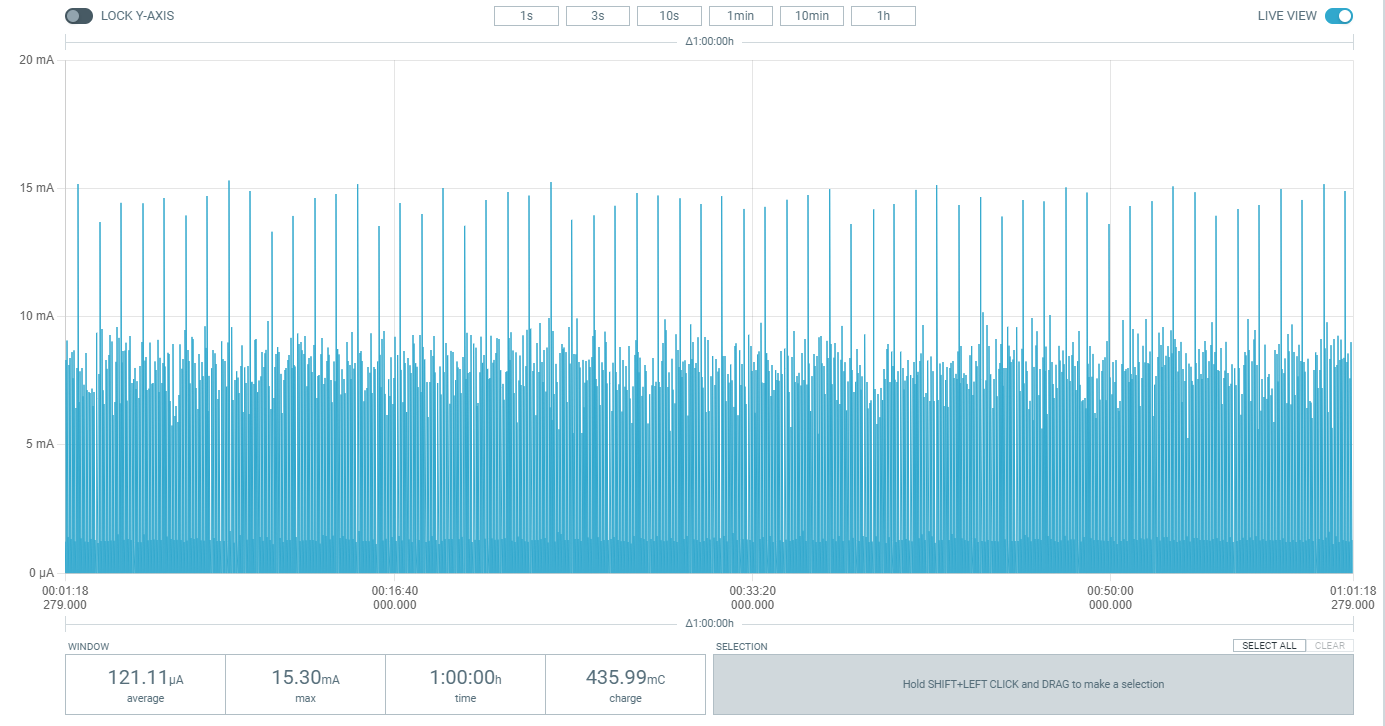 LOCK Y-AXIS 1s 3s 10s 1min 10min 1h LIVE VIEW
Δ1:00:00h
20 mA
15 mA
10 mA
5 mA
0 µA
00:01:18 00:16:40 00:33:20 00:50:00 01:01:18
279.000 000.000 000.000 000.000 279.000
Δ1:00:00h
WINDOW SELECTION SELECT ALL CLEAR
121.11µA 15.30mA 1:00:00h 435.99mC
average max time charge
Hold SHIFT+LEFT CLICK and DRAG to make a selection